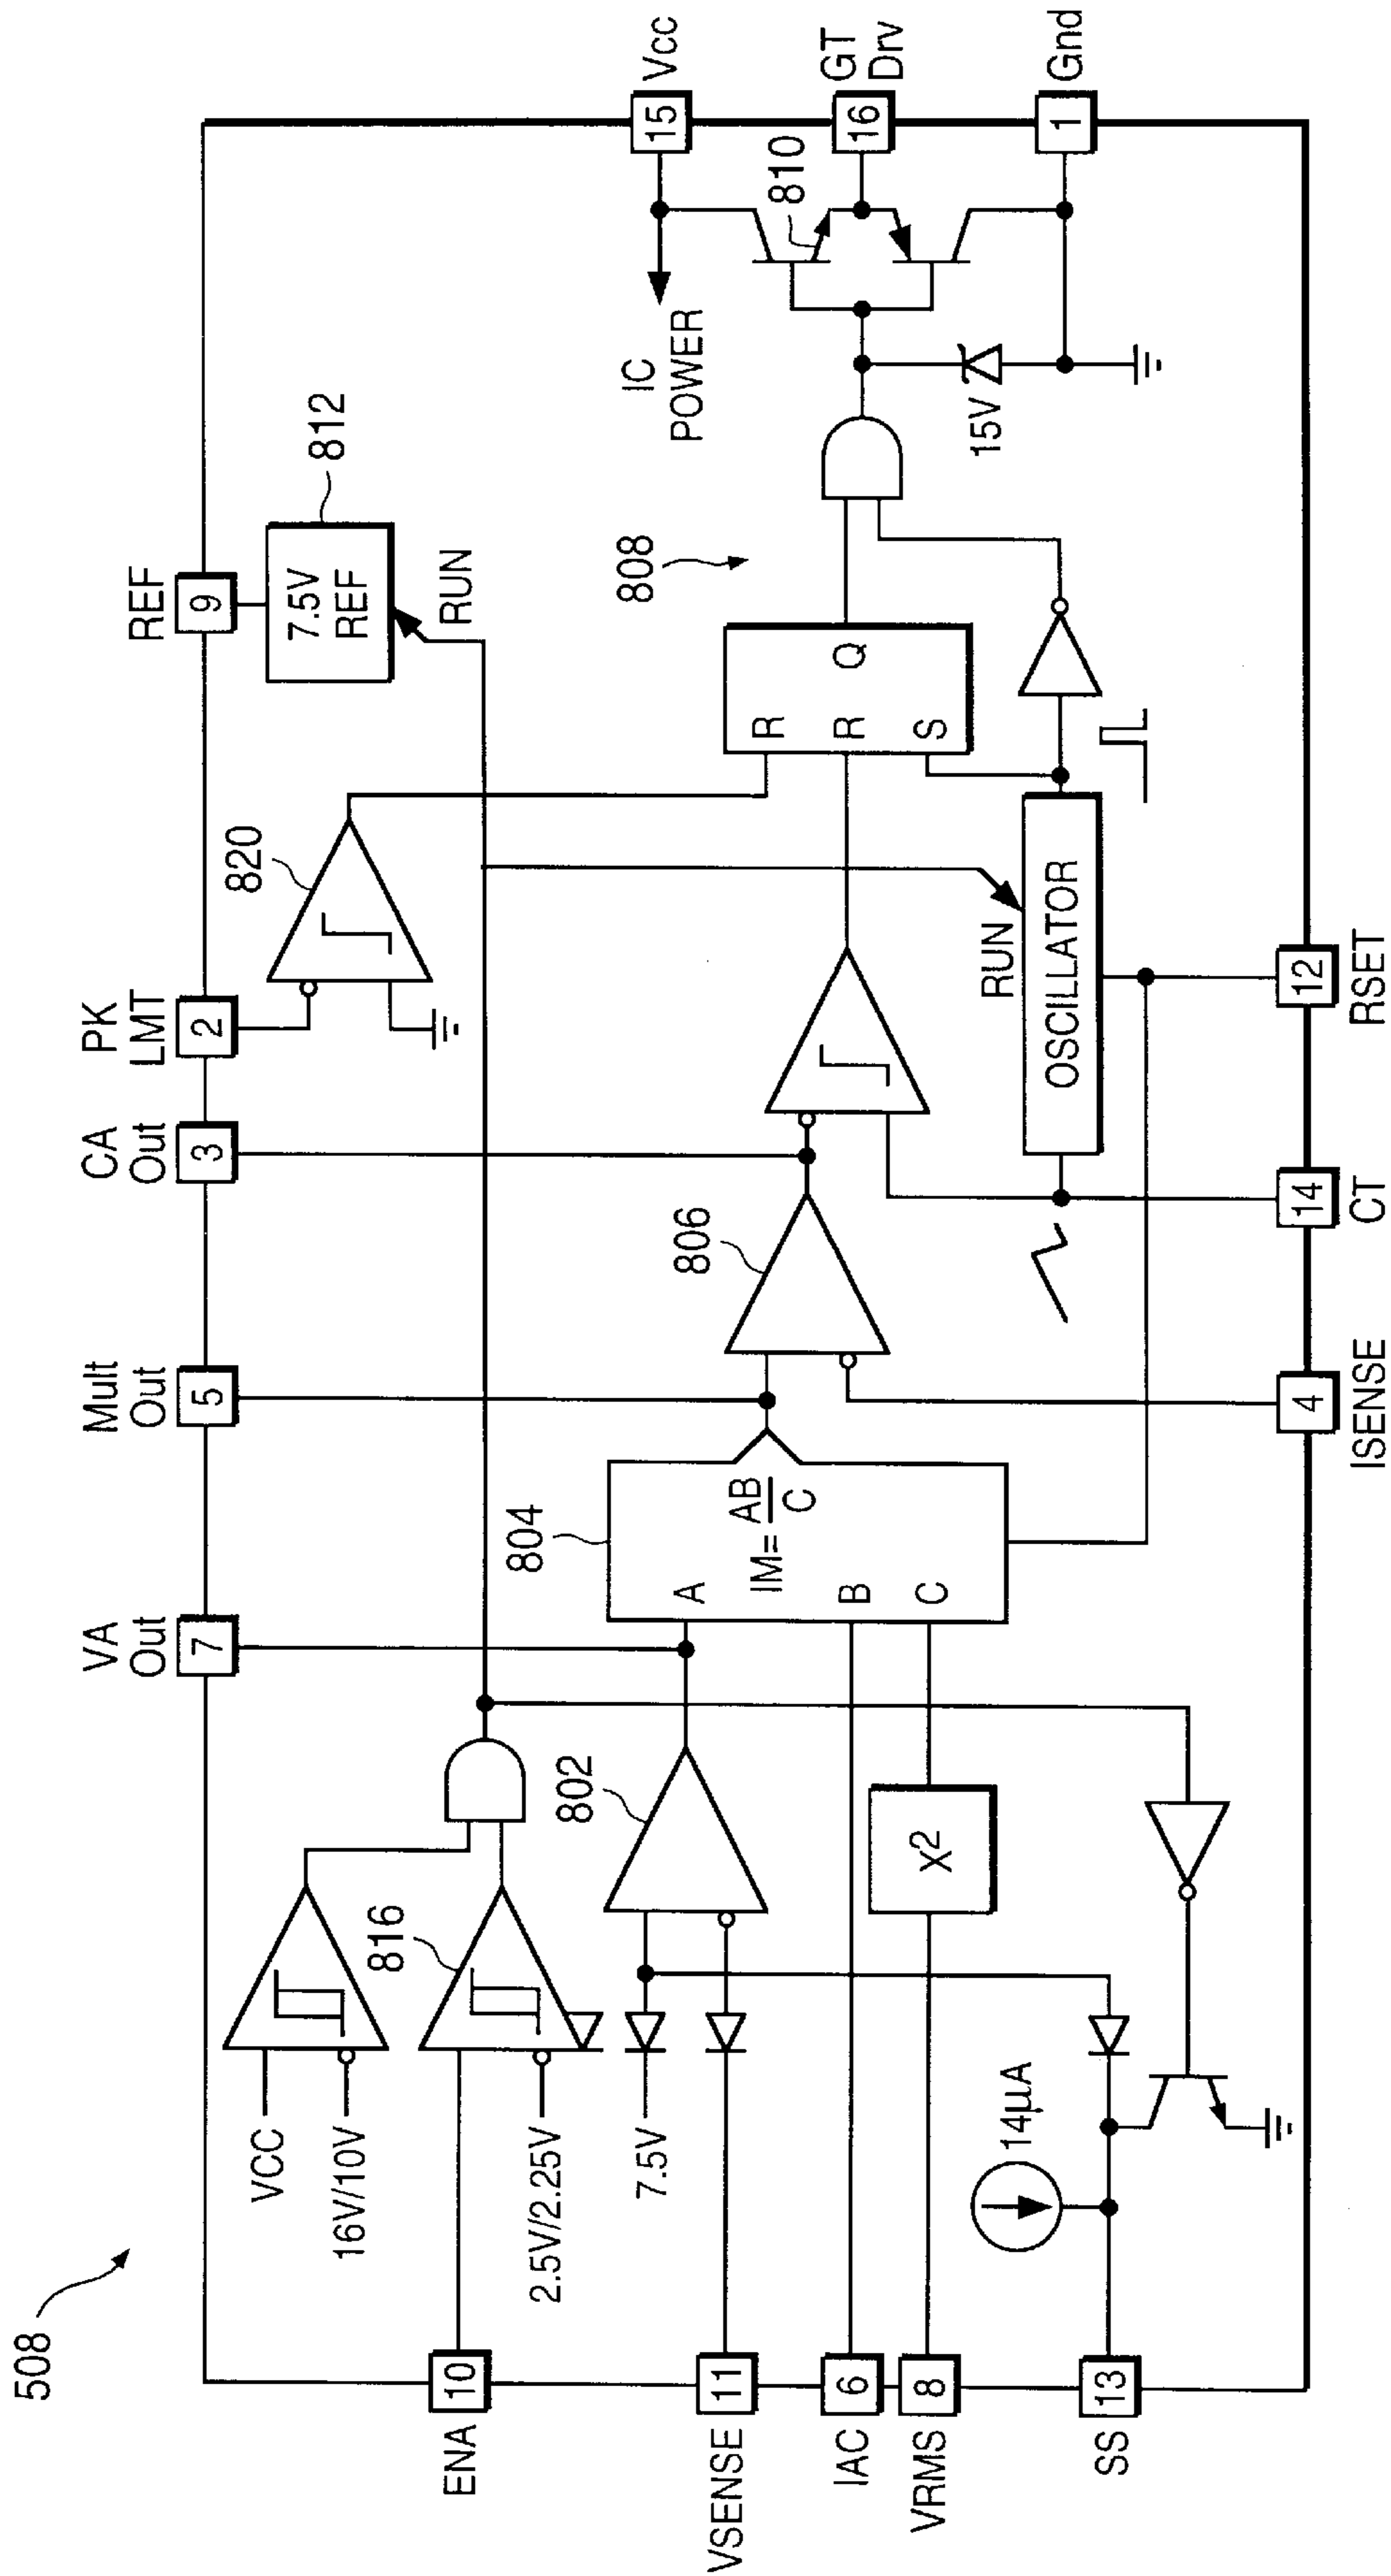 508
VA
Out
7
Mult
Out
5
CA
Out
3
PK
LMT
2
REF
9
7.5V
REF
812
RUN
VCC
16V/10V
816
820
ENA
10
2.5V/2.25V
7.5V
802
VSENSE
11
804
A
IM= AB
C
B
C
806
R
R
S
Q
808
IC
POWER
15
Vcc
810
16
GT
Drv
15V
1
Gnd
IAC
6
VRMS
8
X2
RUN
OSCILLATOR
14µA
SS
13
4
ISENSE
14
CT
12
RSET